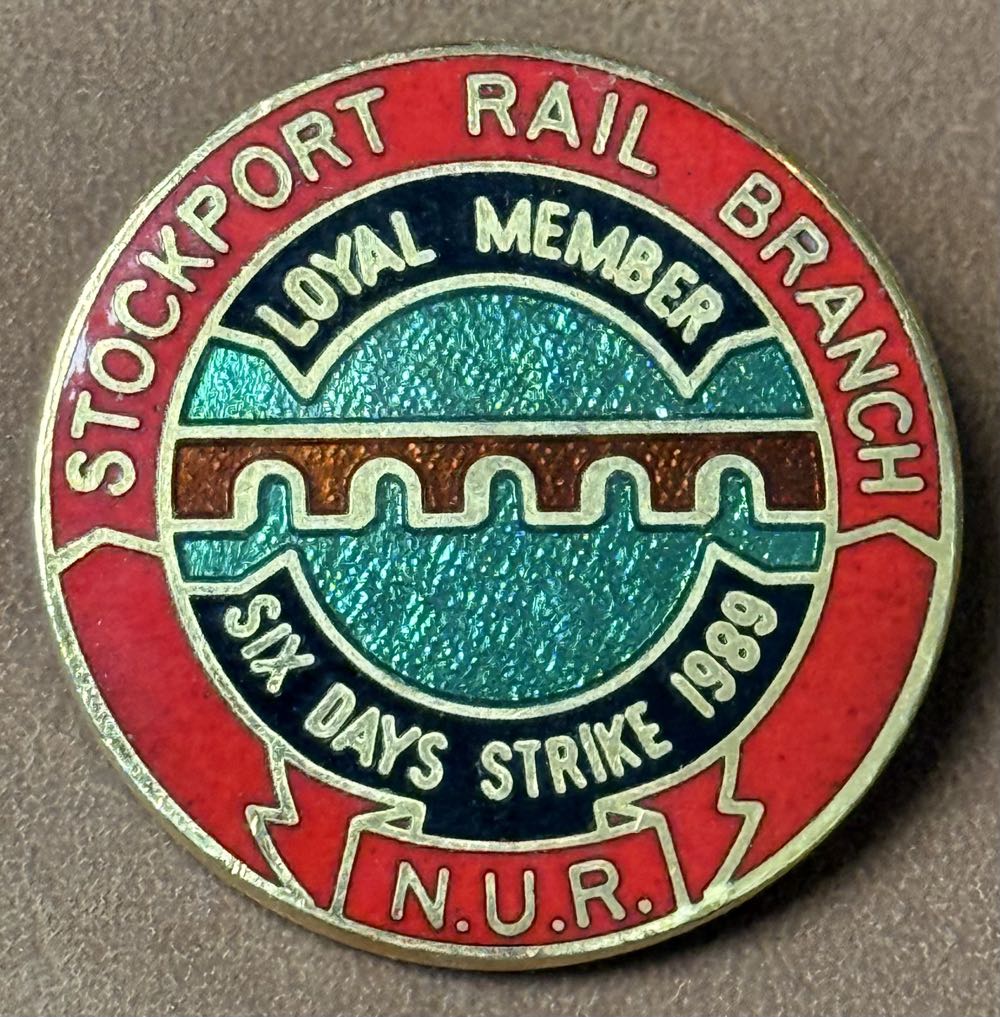 STOCKPORT RAIL BRANCH
LOYAL MEMBER
SIX DAYS STRIKE 1989
N.U.R.